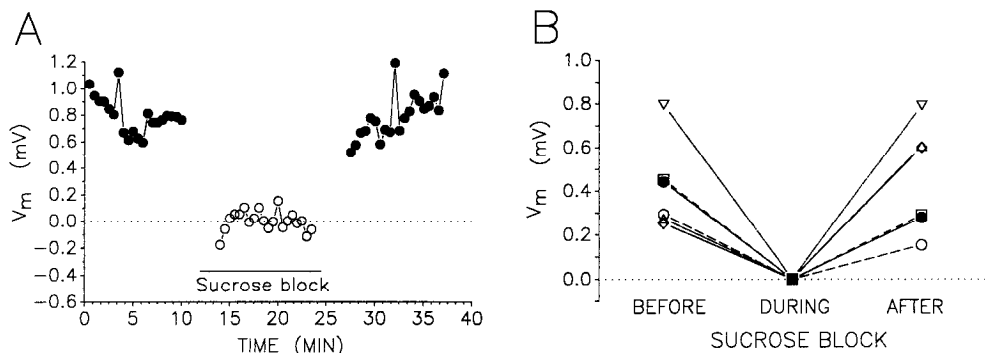 A
V_m (mV)
1.2
1.0
0.8
0.6
0.4
0.2
0.0
−0.2
−0.4
−0.6
Sucrose block
0 5 10 15 20 25 30 35 40
TIME (MIN)
B
V_m (mV)
1.0
0.8
0.6
0.4
0.2
0.0
BEFORE DURING AFTER
SUCROSE BLOCK